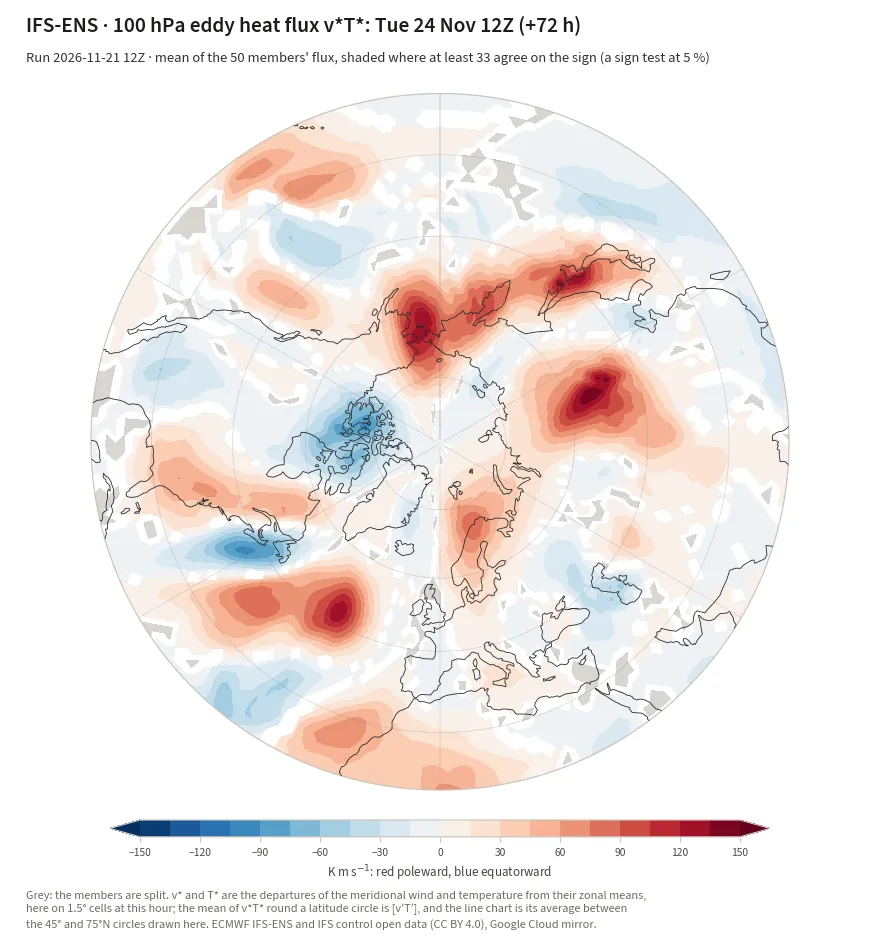 IFS-ENS · 100 hPa eddy heat flux v*T*: Tue 24 Nov 12Z (+72 h)
Run 2026-11-21 12Z · mean of the 50 members' flux, shaded where at least 33 agree on the sign (a sign test at 5 %)
−150 −120 −90 −60 −30 0 30 60 90 120 150
K m s⁻¹: red poleward, blue equatorward
Grey: the members are split. v* and T* are the departures of the meridional wind and temperature from their zonal means,
here on 1.5° cells at this hour; the mean of v*T* round a latitude circle is [v′T′], and the line chart is its average between
the 45° and 75°N circles drawn here. ECMWF IFS-ENS and IFS control open data (CC BY 4.0), Google Cloud mirror.